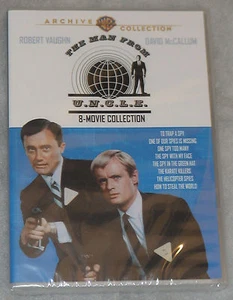 ARCHIVE WB COLLECTION
ROBERT VAUGHN DAVID McCALLUM
THE MAN FROM
U.N.C.L.E.
8-MOVIE COLLECTION
TO TRAP A SPY
ONE OF OUR SPIES IS MISSING
ONE SPY TOO MANY
THE SPY WITH MY FACE
THE SPY IN THE GREEN HAT
THE KARATE KILLERS
THE HELICOPTER SPIES
HOW TO STEAL THE WORLD